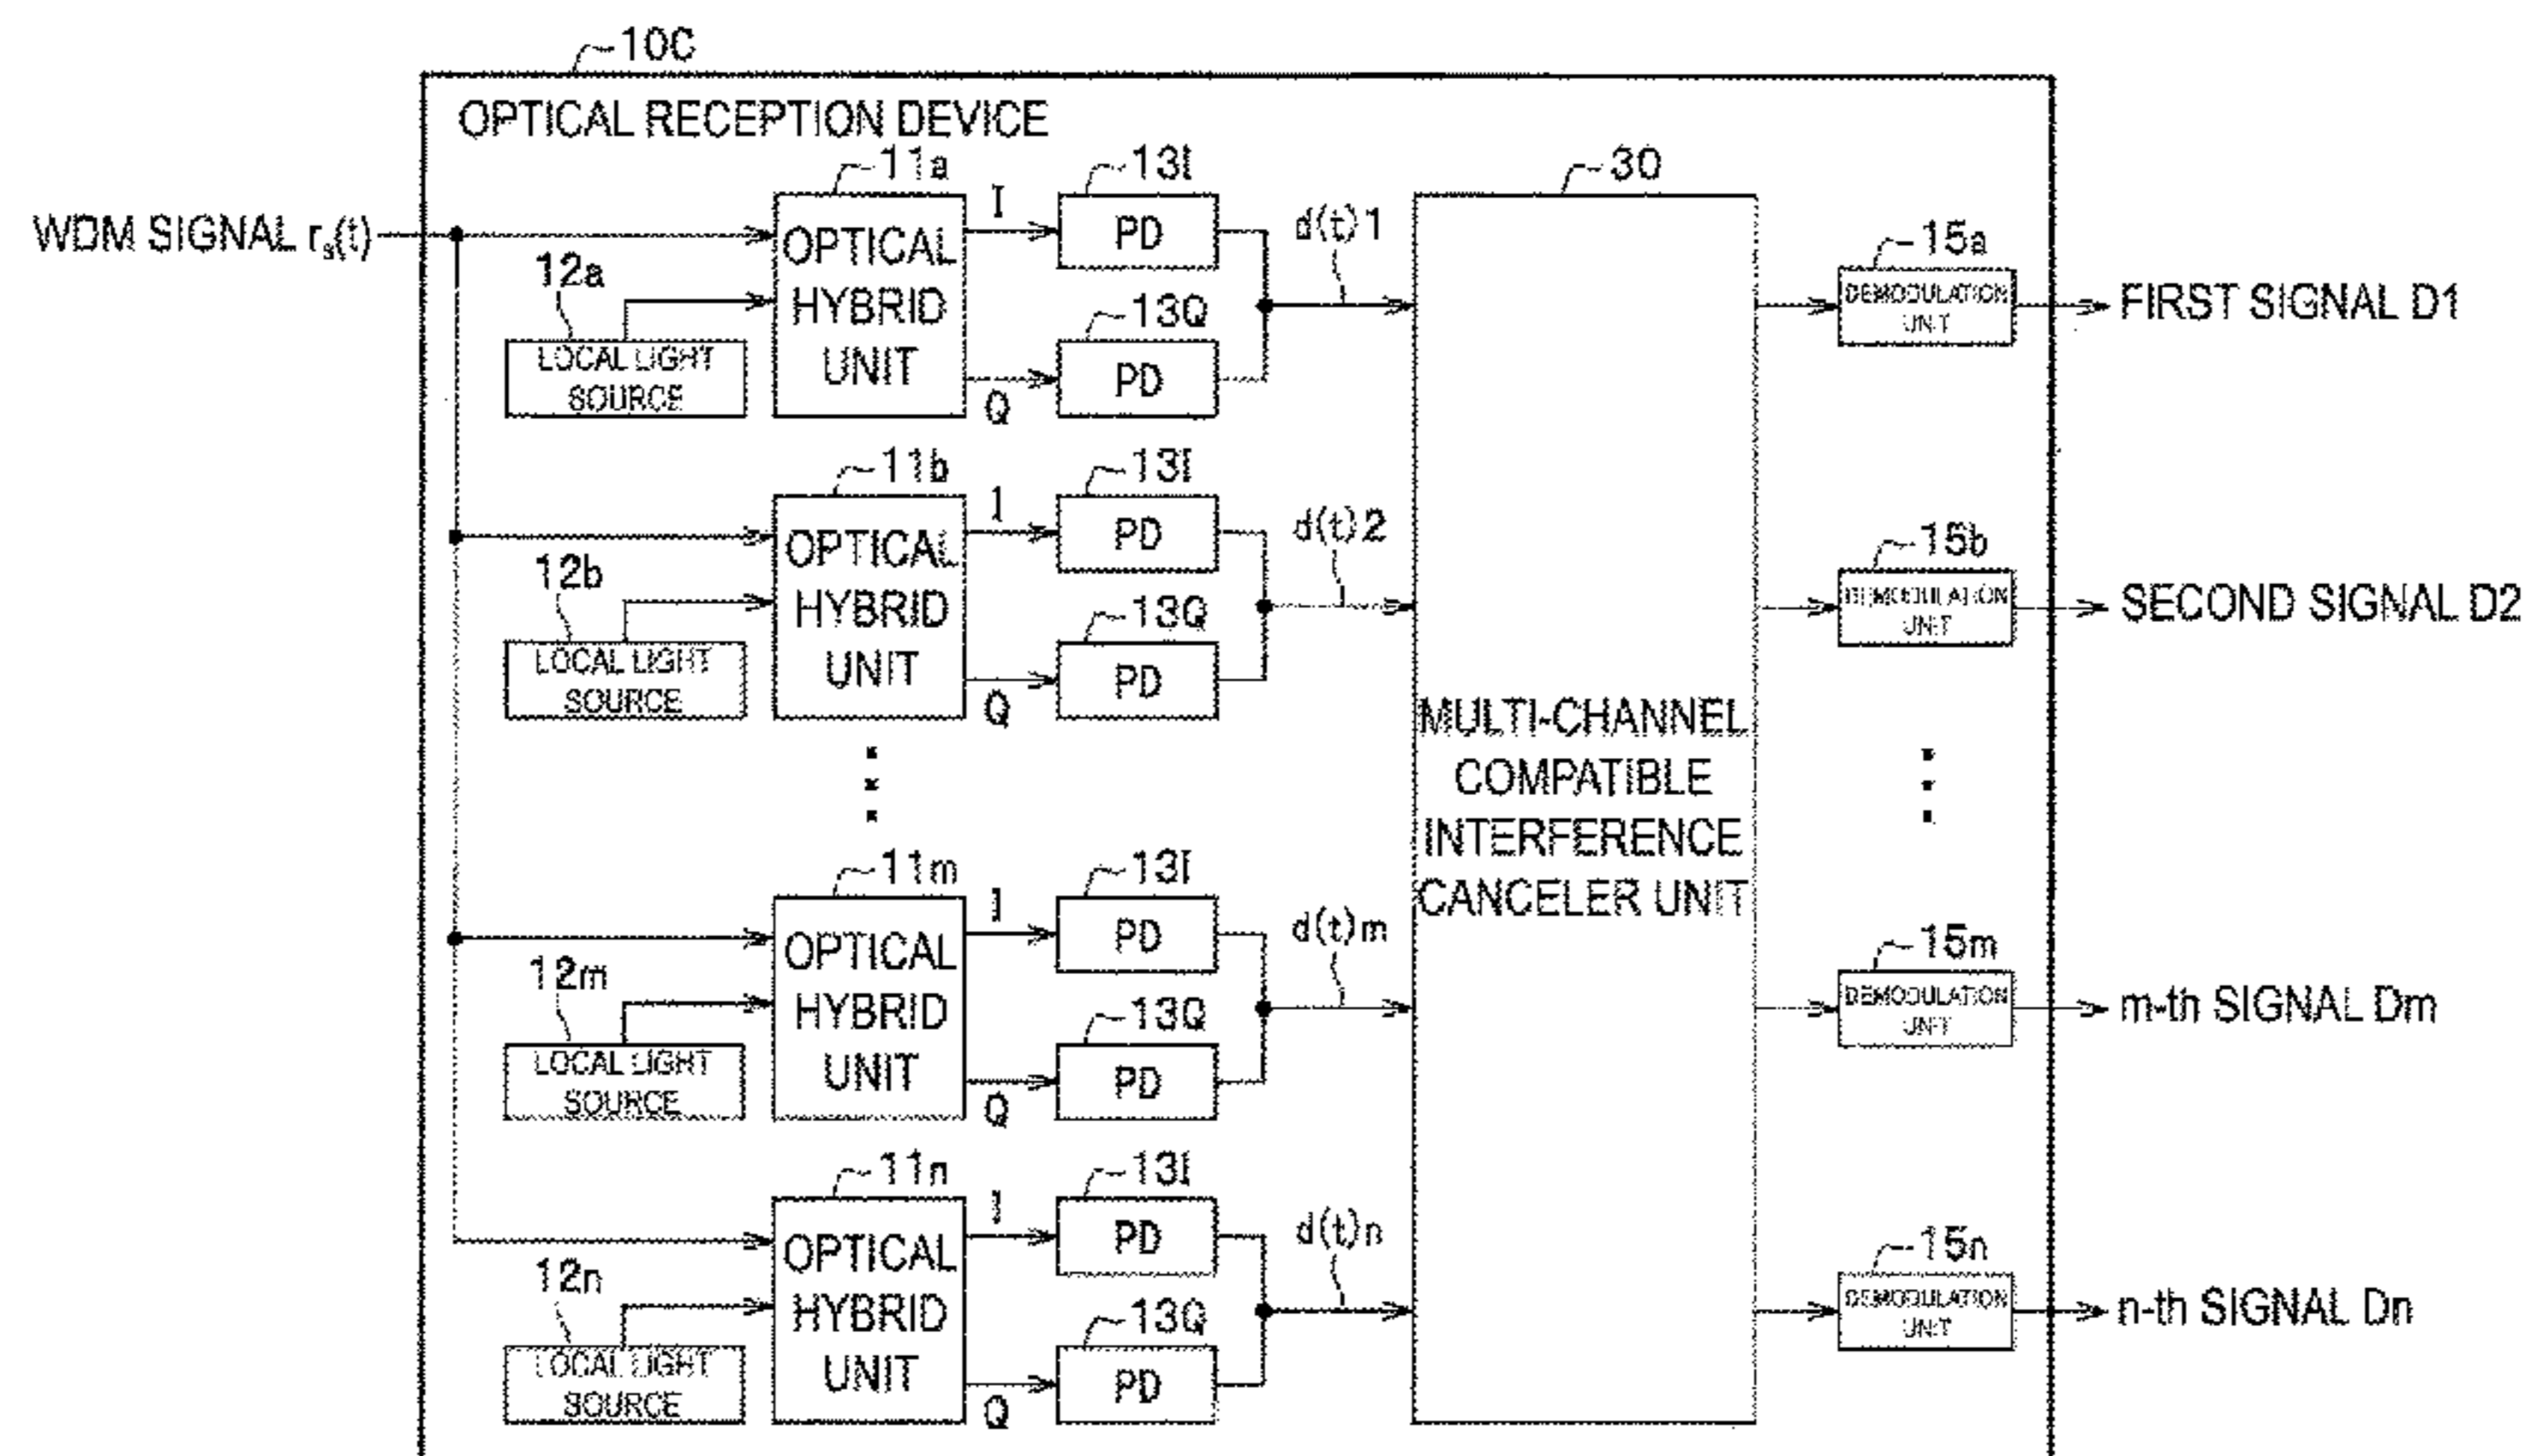 10C
OPTICAL RECEPTION DEVICE
WDM SIGNAL rs(t)
11a
OPTICAL
HYBRID
UNIT
12a
LOCAL LIGHT
SOURCE
I
Q
13I
PD
13Q
PD
d(t)1
30
MULTI-CHANNEL
COMPATIBLE
INTERFERENCE
CANCELER UNIT
15a
DEMODULATION
UNIT
FIRST SIGNAL D1
11b
OPTICAL
HYBRID
UNIT
12b
LOCAL LIGHT
SOURCE
I
Q
13I
PD
13Q
PD
d(t)2
15b
DEMODULATION
UNIT
SECOND SIGNAL D2
11m
OPTICAL
HYBRID
UNIT
12m
LOCAL LIGHT
SOURCE
I
Q
13I
PD
13Q
PD
d(t)m
15m
DEMODULATION
UNIT
m-th SIGNAL Dm
11n
OPTICAL
HYBRID
UNIT
12n
LOCAL LIGHT
SOURCE
I
Q
13I
PD
13Q
PD
d(t)n
15n
DEMODULATION
UNIT
n-th SIGNAL Dn